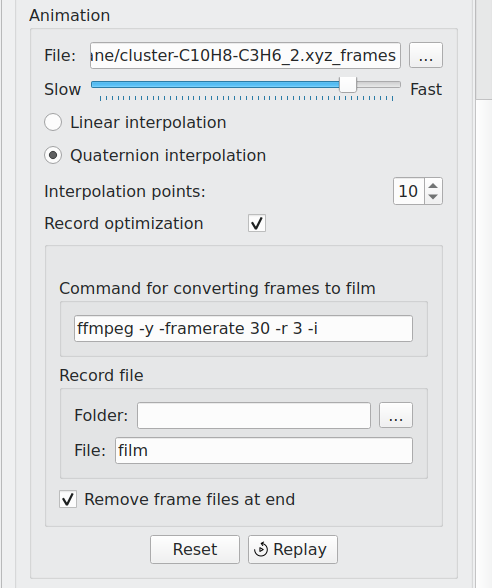 Animation
File: ane/cluster-C10H8-C3H6_2.xyz_frames ...
Slow Fast
Linear interpolation
Quaternion interpolation
Interpolation points: 10
Record optimization
Command for converting frames to film
ffmpeg -y -framerate 30 -r 3 -i
Record file
Folder: ...
File: film
Remove frame files at end
Reset Replay